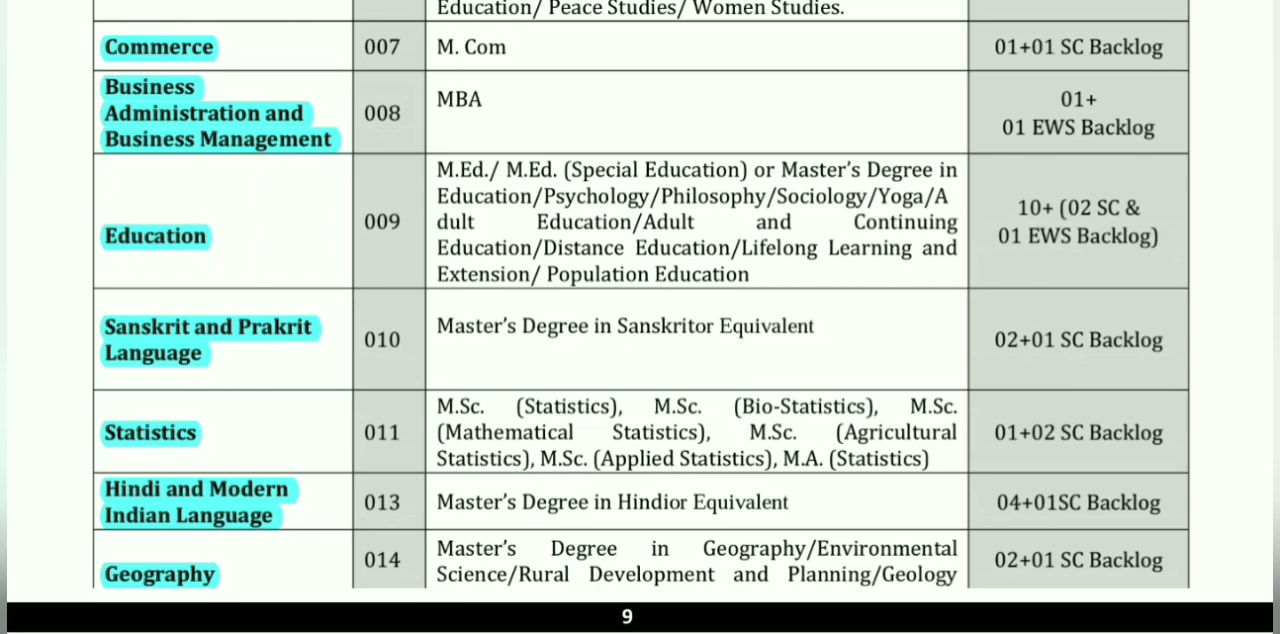 Education/ Peace Studies/ Women Studies.
Commerce 007 M. Com 01+01 SC Backlog
Business
Administration and
Business Management
008
MBA
01+
01 EWS Backlog
Education
009
M.Ed./ M.Ed. (Special Education) or Master's Degree in
Education/Psychology/Philosophy/Sociology/Yoga/A
dult Education/Adult and Continuing
Education/Distance Education/Lifelong Learning and
Extension/ Population Education
10+ (02 SC &
01 EWS Backlog)
Sanskrit and Prakrit
Language
010
Master's Degree in Sanskritor Equivalent
02+01 SC Backlog
Statistics
011
M.Sc. (Statistics), M.Sc. (Bio-Statistics), M.Sc.
(Mathematical Statistics), M.Sc. (Agricultural
Statistics), M.Sc. (Applied Statistics), M.A. (Statistics)
01+02 SC Backlog
Hindi and Modern
Indian Language
013
Master's Degree in Hindior Equivalent
04+01SC Backlog
Geography
014
Master's Degree in Geography/Environmental
Science/Rural Development and Planning/Geology
02+01 SC Backlog
9